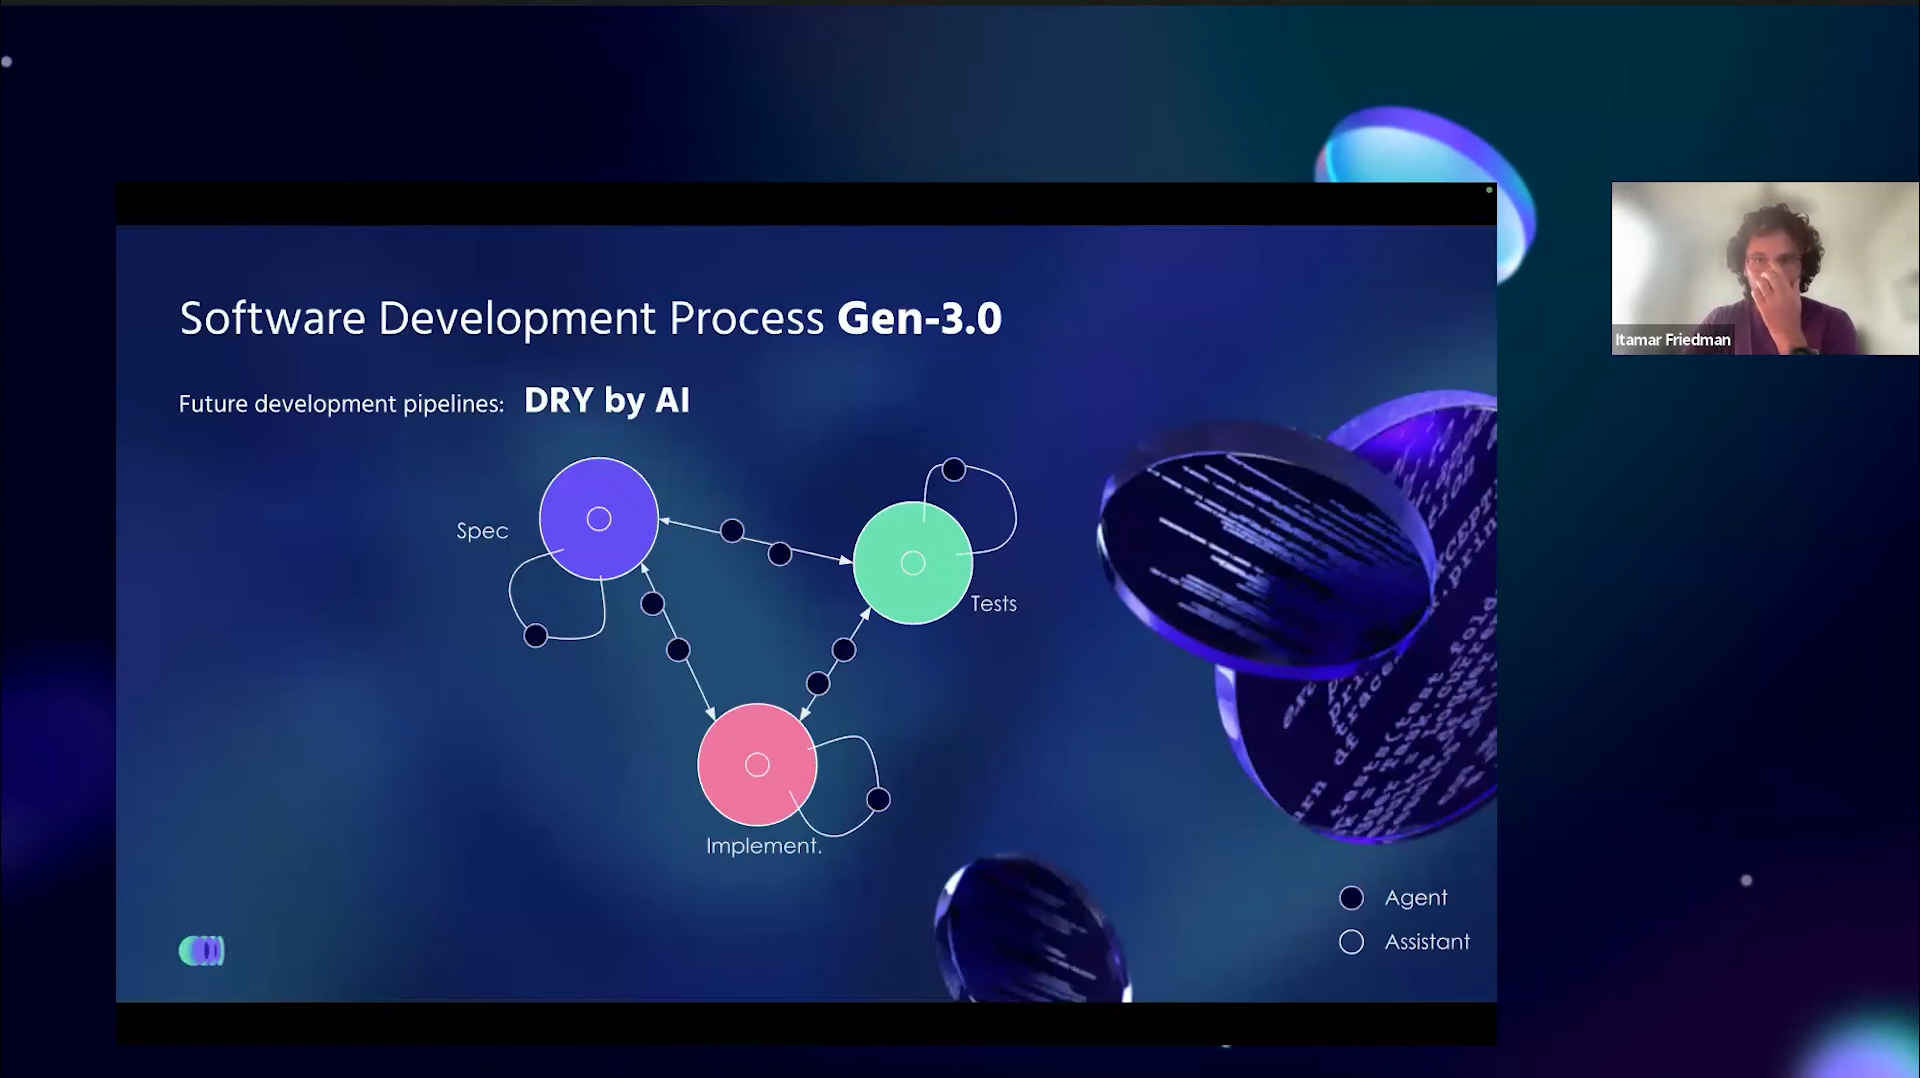 Software Development Process Gen-3.0
Future development pipelines: DRY by AI
Spec
Tests
Implement.
Agent
Assistant
Itamar Friedman